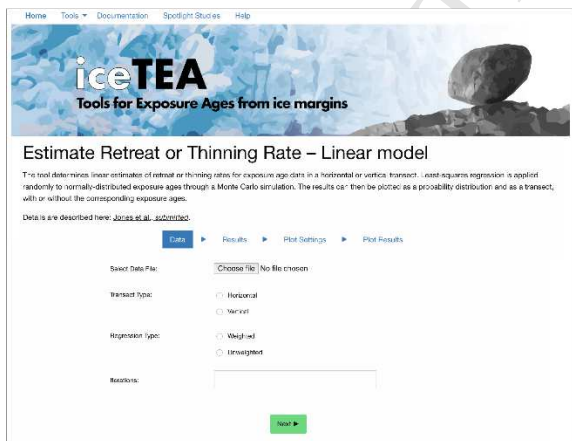 Home Tools Documentation Spotlight Studies Help
iceTEA
Tools for Exposure Ages from ice margins
Estimate Retreat or Thinning Rate – Linear model
The tool determines linear estimates of retreat or thinning rates for exposure age data in a horizontal or vertical transect. Least-squares regression is applied
randomly to normally-distributed exposure ages through a Monte Carlo simulation. The results can then be plotted as a probability distribution and as a transect,
with or without the corresponding exposure ages.
Details are described here: Jones et al., submitted.
Data ▶ Results ▶ Plot Settings ▶ Plot Results
Select Data File: Choose file No file chosen
Transect Type: Horizontal
Vertical
Regression Type: Weighted
Unweighted
Iterations:
Next ▶